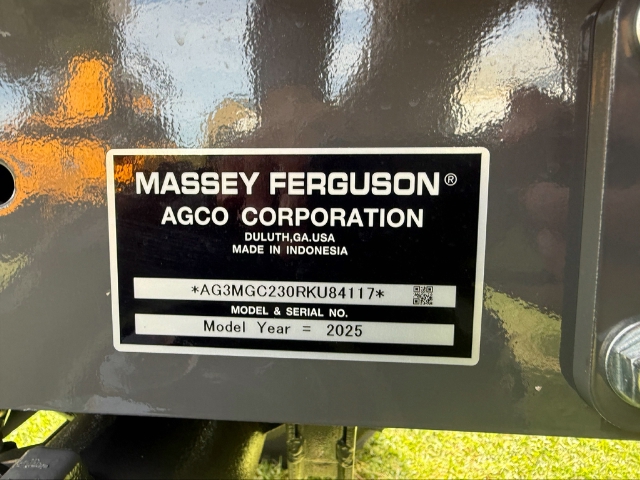 MASSEY FERGUSON®
AGCO CORPORATION
DULUTH,GA.USA
MADE IN INDONESIA
*AG3MGC230RKU84117*
MODEL & SERIAL NO.
Model Year = 2025